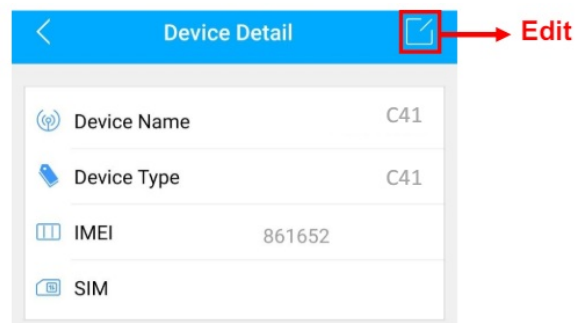 Device Detail
Edit
Device Name C41
Device Type C41
IMEI 861652
SIM